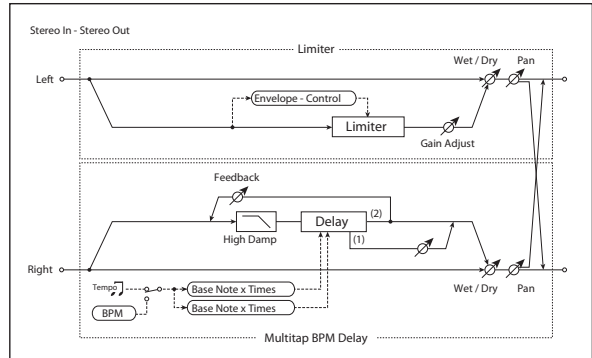 Stereo In - Stereo Out
Limiter
Wet / Dry
Pan
Left
Envelope - Control
Limiter
Gain Adjust
Feedback
High Damp
Delay
(2)
(1)
Right
Tempo
BPM
Base Note x Times
Base Note x Times
Wet / Dry
Pan
Multitap BPM Delay